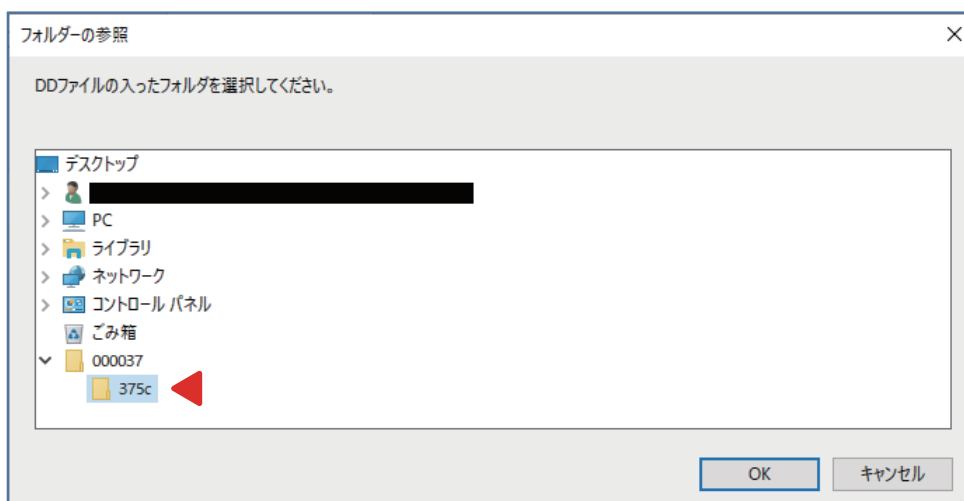 フォルダーの参照
DDファイルの入ったフォルダを選択してください。
デスクトップ
PC
ライブラリ
ネットワーク
コントロール パネル
ごみ箱
000037
375c
OK
キャンセル